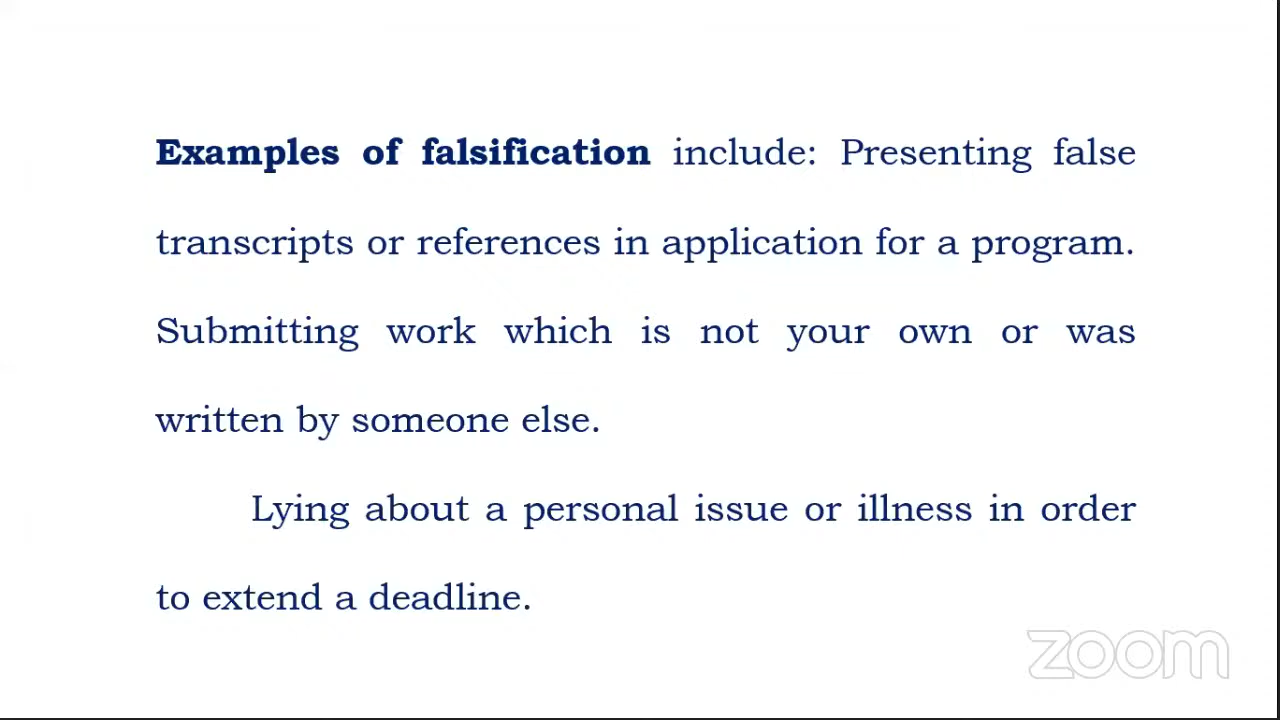 Examples of falsification include: Presenting false
transcripts or references in application for a program.
Submitting work which is not your own or was
written by someone else.
Lying about a personal issue or illness in order
to extend a deadline.
zoom